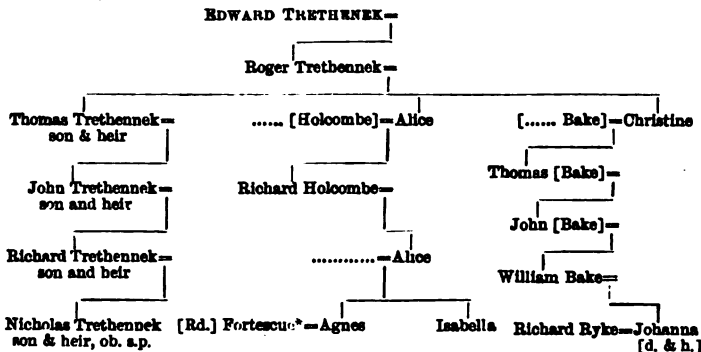 EDWARD TRETHENEK=
Roger Trethennek=
Thomas Trethennek= ...... [Holcombe]=Alice [...... Bake]=Christine
son & heir
John Trethennek= Richard Holcombe= Thomas [Bake]=
son and heir
John [Bake]=
Richard Trethennek= ............ =Alice
son and heir
William Bake=
Nicholas Trethennek [Rd.] Fortescue*=Agnes Isabella Richard Ryke=Johanna
son & heir, ob. s.p. [d. & h.]